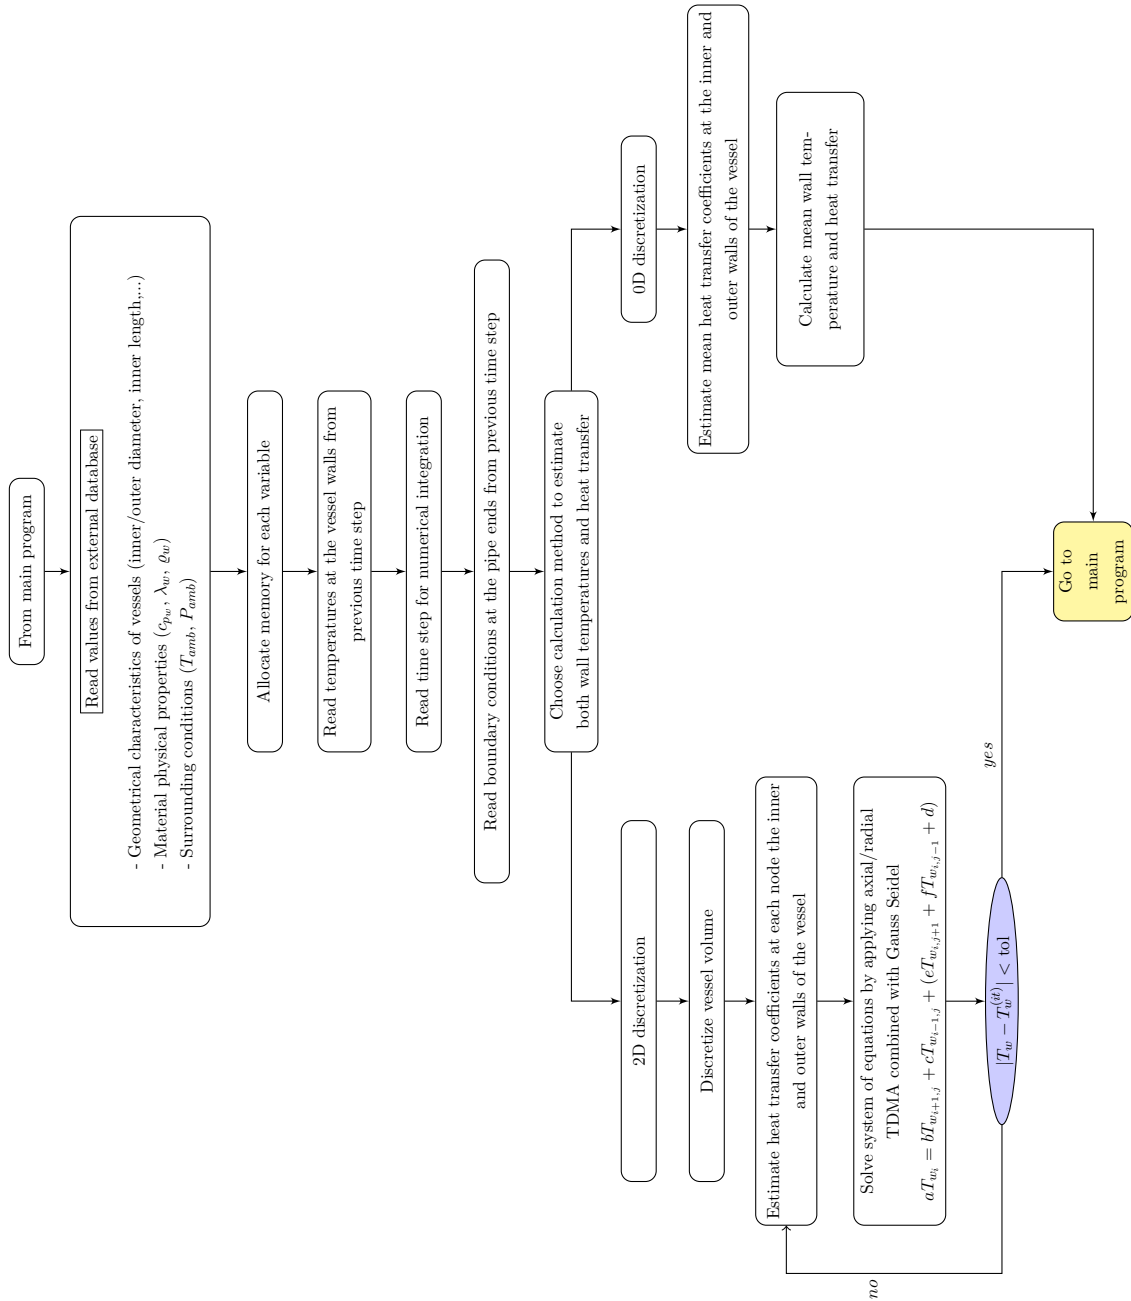 From main program
Read values from external database
- Geometrical characteristics of vessels (inner/outer diameter, inner length,...)
- Material physical properties ($c_{p_w}$, $\lambda_w$, $\varrho_w$)
- Surrounding conditions ($T_{amb}$, $P_{amb}$)
Allocate memory for each variable
Read temperatures at the vessel walls from
previous time step
Read time step for numerical integration
Read boundary conditions at the pipe ends from previous time step
Choose calculation method to estimate
both wall temperatures and heat transfer
2D discretization
Discretize vessel volume
Estimate heat transfer coefficients at each node the inner
and outer walls of the vessel
Solve system of equations by applying axial/radial
TDMA combined with Gauss Seidel
$aT_{w_i} = bT_{w_{i+1,j}} + cT_{w_{i-1,j}} + (eT_{w_{i,j+1}} + fT_{w_{i,j-1}} + d)$
$|T_w - T_w^{(it)}| < \text{tol}$
no
yes
0D discretization
Estimate mean heat transfer coefficients at the inner and
outer walls of the vessel
Calculate mean wall tem-
perature and heat transfer
Go to
main
program